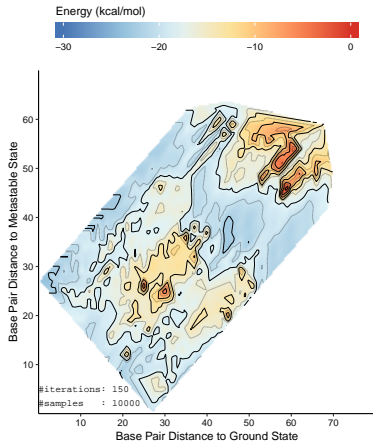 Energy (kcal/mol)
−30 −20 −10 0
Base Pair Distance to Metastable State
60
50
40
30
20
10
#iterations: 150
#samples : 10000
10 20 30 40 50 60 70
Base Pair Distance to Ground State